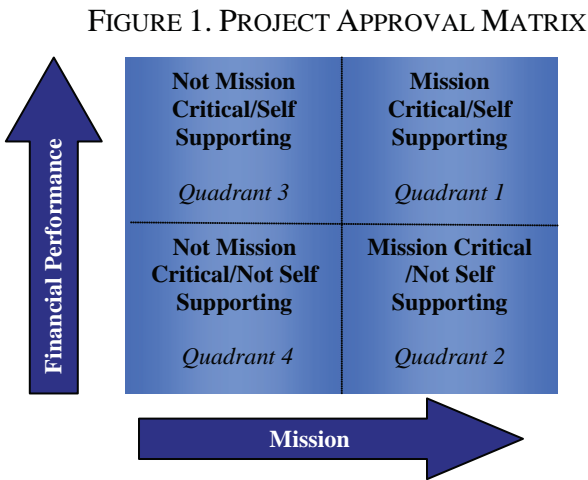 FIGURE 1. PROJECT APPROVAL MATRIX
Financial Performance
Not Mission
Critical/Self
Supporting
Quadrant 3
Mission
Critical/Self
Supporting
Quadrant 1
Not Mission
Critical/Not Self
Supporting
Quadrant 4
Mission Critical
/Not Self
Supporting
Quadrant 2
Mission